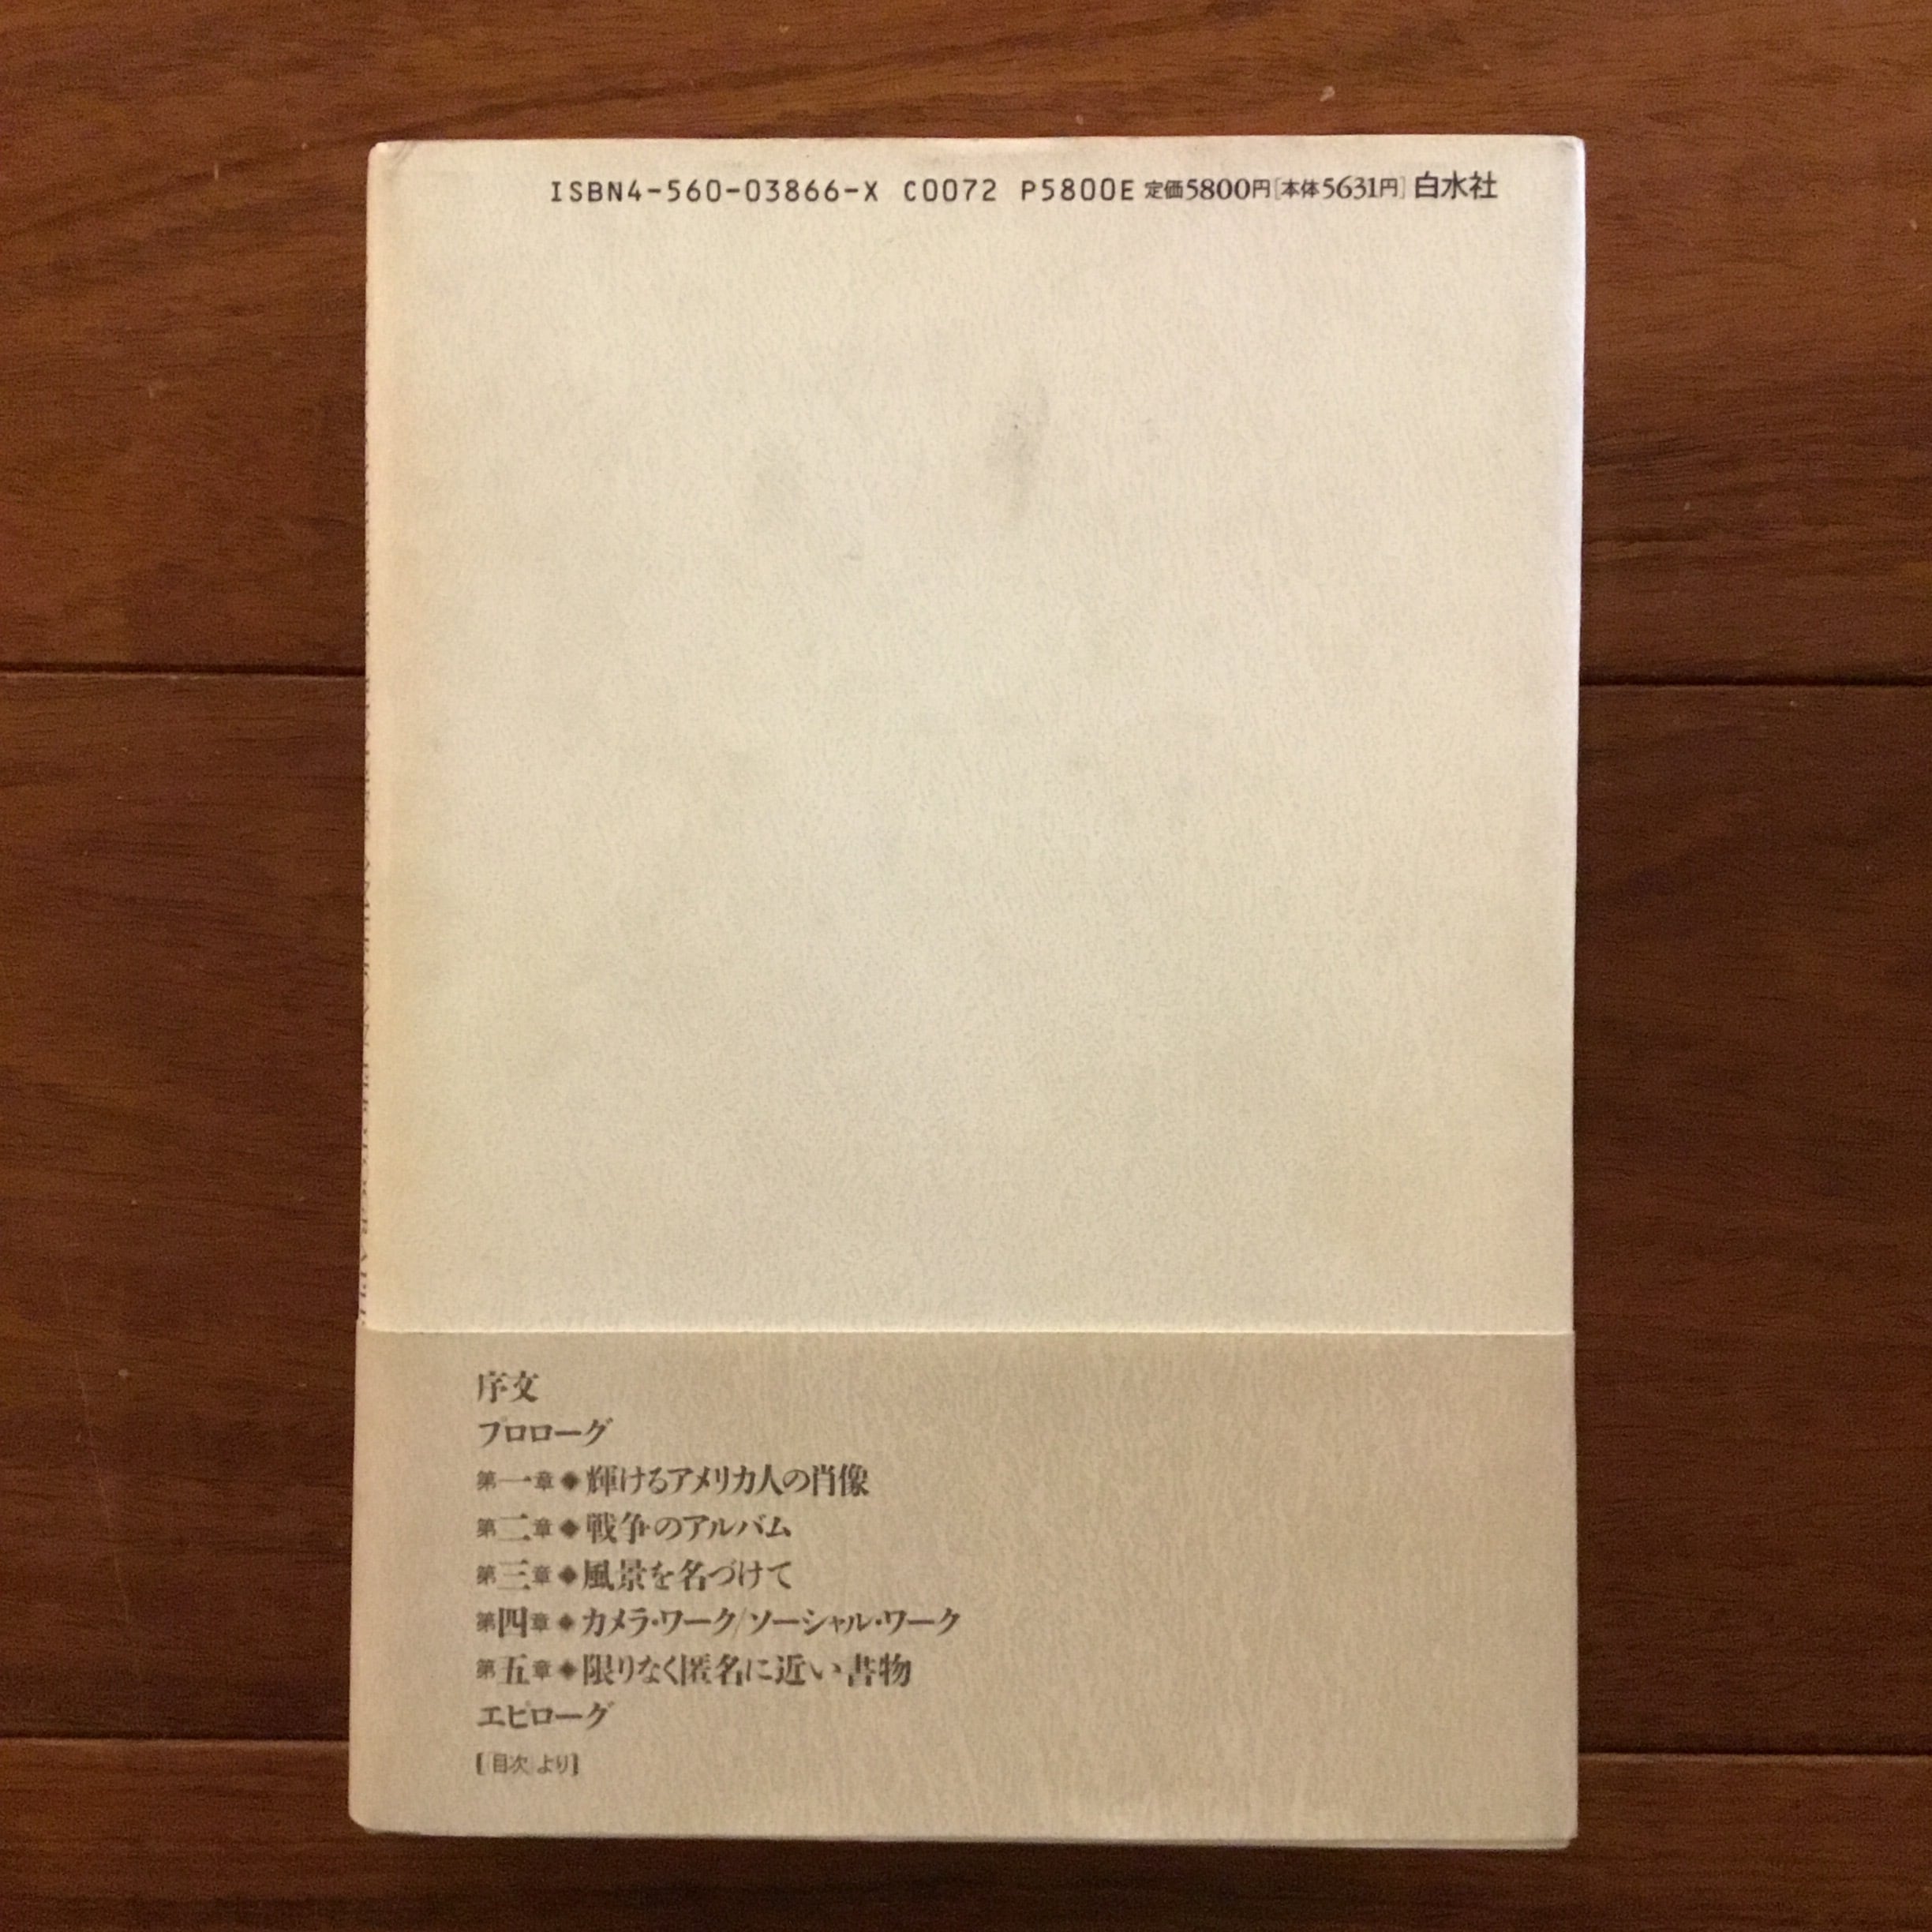 ISBN4-560-03866-X C0072 P5800E 定価5800円[本体5631円] 白水社
序文
プロローグ
第一章◆輝けるアメリカ人の肖像
第二章◆戦争のアルバム
第三章◆風景を名づけて
第四章◆カメラ・ワーク/ソーシャル・ワーク
第五章◆限りなく匿名に近い書物
エピローグ
[「目次」より]